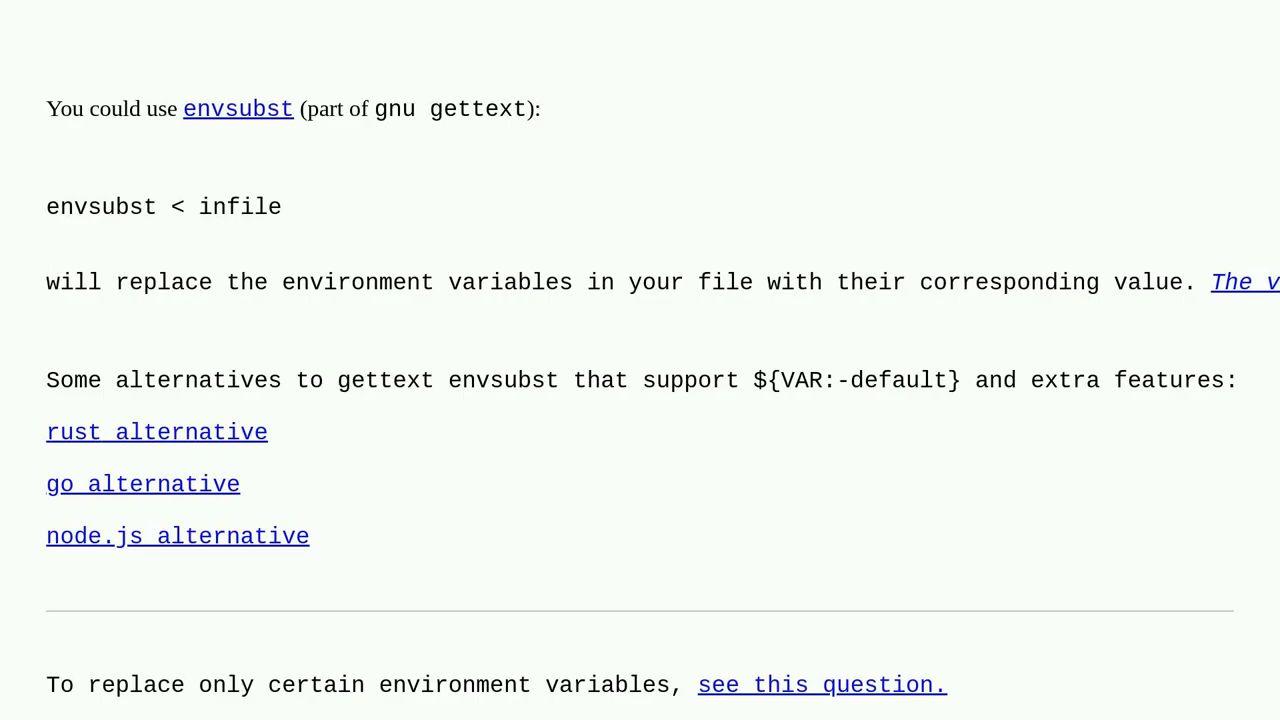 You could use envsubst (part of gnu gettext):
envsubst < infile
will replace the environment variables in your file with their corresponding value. The
Some alternatives to gettext envsubst that support ${VAR:-default} and extra features:
rust alternative
go alternative
node.js alternative
To replace only certain environment variables, see this question.